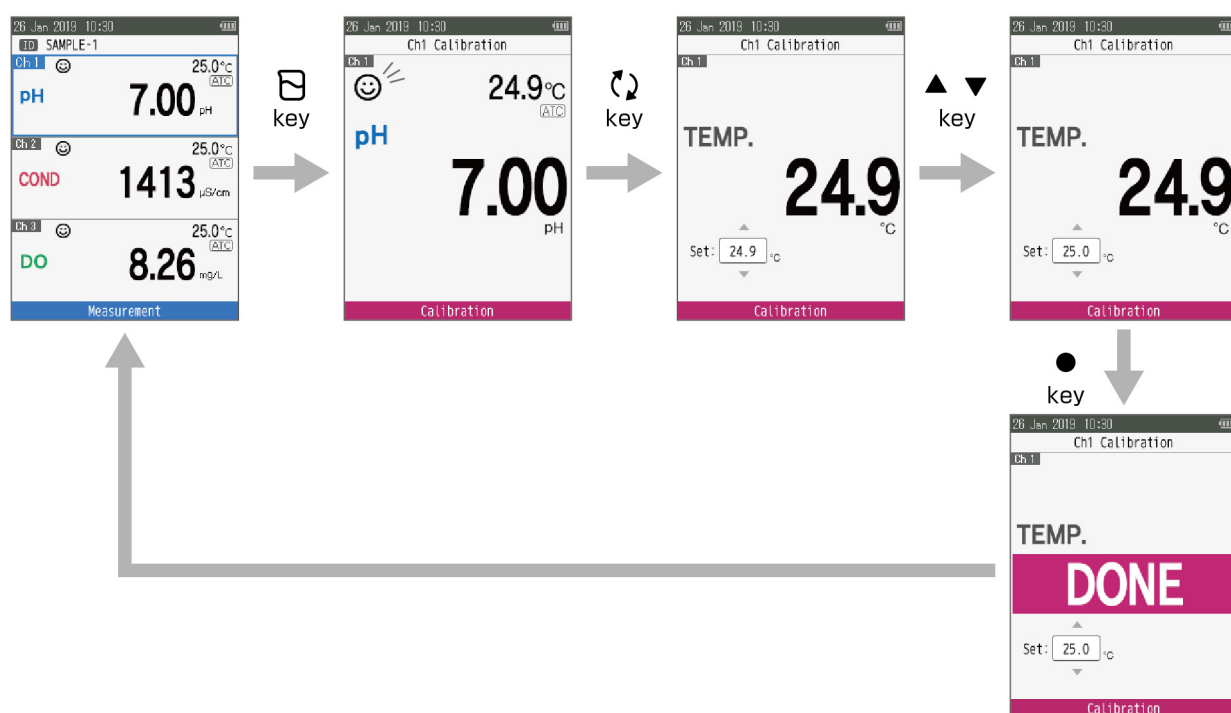 26 Jan 2019 10:30
ID SAMPLE-1
Ch 1 25.0°C
ATC
pH 7.00 pH
Ch 2 25.0°C
ATC
COND 1413 µS/cm
Ch 3 25.0°C
ATC
DO 8.26 mg/L
Measurement
key
26 Jan 2019 10:30
Ch1 Calibration
Ch 1
24.9°C
ATC
pH
7.00
pH
Calibration
key
26 Jan 2019 10:30
Ch1 Calibration
Ch 1
TEMP.
24.9
°C
Set: 24.9 °C
Calibration
▲ ▼
key
26 Jan 2019 10:30
Ch1 Calibration
Ch 1
TEMP.
24.9
°C
Set: 25.0 °C
Calibration
●
key
26 Jan 2019 10:30
Ch1 Calibration
Ch 1
TEMP.
DONE
Set: 25.0 °C
Calibration